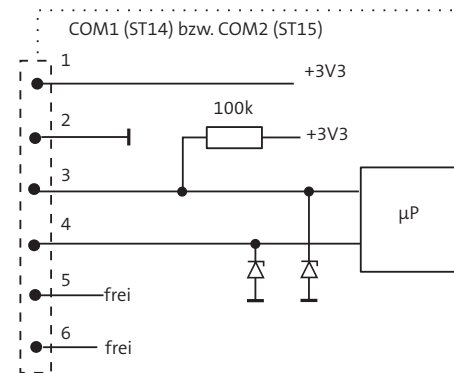 COM1 (ST14) bzw. COM2 (ST15)
1
+3V3
100k
2
+3V3
3
µP
4
5
frei
6
frei